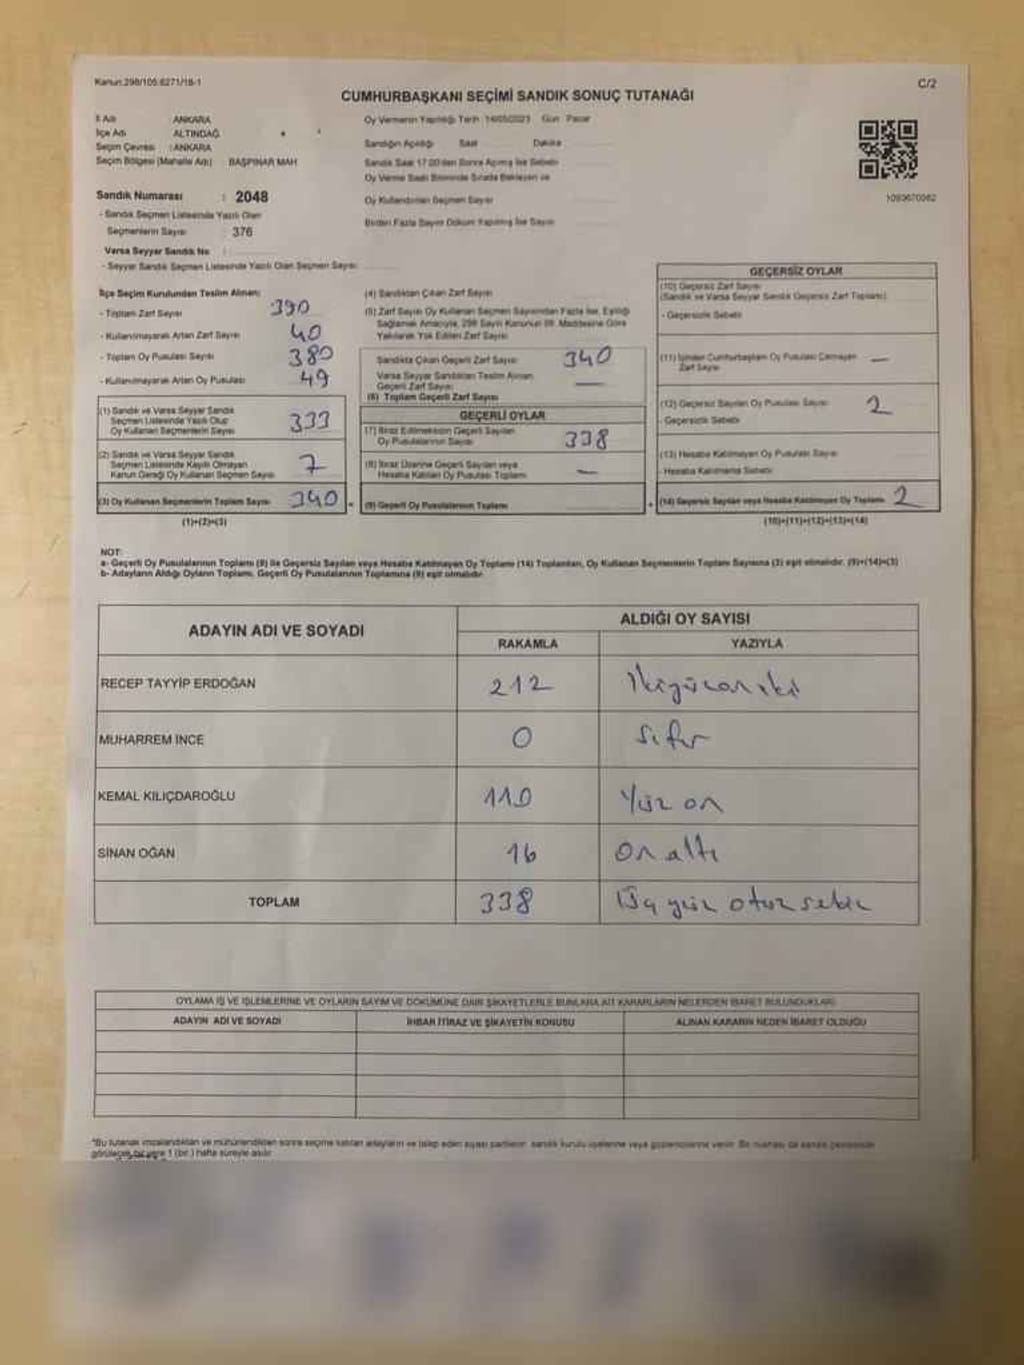 Kanun:298/105:6271/18-1
C/2
CUMHURBAŞKANI SEÇİMİ SANDIK SONUÇ TUTANAĞI
İl Adı ANKARA
İlçe Adı ALTINDAĞ
Seçim Çevresi : ANKARA
Seçim Bölgesi (Mahalle Adı) BAŞPINAR MAH
Sandık Numarası : 2048
- Sandık Seçmen Listesinde Yazılı Olan
Seçmenlerin Sayısı : 376
Varsa Seyyar Sandık No :
- Seyyar Sandık Seçmen Listesinde Yazılı Olan Seçmen Sayısı
Oy Vermenin Yapıldığı Tarih 14/05/2023 Gün Pazar
Sandığın Açıldığı Saat Dakika
Sandık Saat 17.00'den Sonra Açılmış İse Sebebi
Oy Verme Saati Bitiminde Sırada Bekleyen ve
Oy Kullandırılan Seçmen Sayısı
Birden Fazla Sayım Döküm Yapılmış İse Sayısı
1093670062
İlçe Seçim Kurulundan Teslim Alınan:
- Toplam Zarf Sayısı 390
- Kullanılmayarak Artan Zarf Sayısı 40
- Toplam Oy Pusulası Sayısı 380
- Kullanılmayarak Artan Oy Pusulası 49
(1) Sandık ve Varsa Seyyar Sandık
Seçmen Listesinde Yazılı Olup
Oy Kullanan Seçmenlerin Sayısı 333
(2) Sandık ve Varsa Seyyar Sandık
Seçmen Listesinde Kayıtlı Olmayan
Kanun Gereği Oy Kullanan Seçmen Sayısı 7
(3) Oy Kullanan Seçmenlerin Toplam Sayısı 340
(1)+(2)=(3)
(4) Sandıktan Çıkan Zarf Sayısı
(5) Zarf Sayısı Oy Kullanan Seçmen Sayısından Fazla İse, Eşitliği
Sağlamak Amacıyla, 298 Sayılı Kanunun 98. Maddesine Göre
Yakılarak Yok Edilen Zarf Sayısı
Sandıkta Çıkan Geçerli Zarf Sayısı 340
Varsa Seyyar Sandıktan Teslim Alınan
Geçerli Zarf Sayısı —
(6) Toplam Geçerli Zarf Sayısı
GEÇERLİ OYLAR
(7) İtiraz Edilmeksizin Geçerli Sayılan
Oy Pusulalarının Sayısı 338
(8) İtiraz Üzerine Geçerli Sayılan veya
Hesaba Katılan Oy Pusulası Toplamı —
= (9) Geçerli Oy Pusulalarının Toplamı
GEÇERSİZ OYLAR
(10) Geçersiz Zarf Sayısı
(Sandık ve Varsa Seyyar Sandık Geçersiz Zarf Toplamı)
- Geçersizlik Sebebi
(11) İçinden Cumhurbaşkanı Oy Pusulası Çıkmayan —
Zarf Sayısı
(12) Geçersiz Sayılan Oy Pusulası Sayısı 2
- Geçersizlik Sebebi
(13) Hesaba Katılmayan Oy Pusulası Sayısı
- Hesaba Katılmama Sebebi
+ (14) Geçersiz Sayılan veya Hesaba Katılmayan Oy Toplamı 2
(10)+(11)+(12)+(13)=(14)
NOT:
a- Geçerli Oy Pusulalarının Toplamı (9) ile Geçersiz Sayılan veya Hesaba Katılmayan Oy Toplamı (14) Toplamları, Oy Kullanan Seçmenlerin Toplam Sayısına (3) eşit olmalıdır. (9)+(14)=(3)
b- Adayların Aldığı Oyların Toplamı, Geçerli Oy Pusulalarının Toplamına (9) eşit olmalıdır.
ADAYIN ADI VE SOYADI ALDIĞI OY SAYISI
RAKAMLA YAZIYLA
RECEP TAYYİP ERDOĞAN 212 İkiyüzoniki
MUHARREM İNCE 0 Sıfır
KEMAL KILIÇDAROĞLU 110 Yüz on
SİNAN OĞAN 16 On altı
TOPLAM 338 Üç yüz otuz sekiz
OYLAMA İŞ VE İŞLEMLERİNE VE OYLARIN SAYIM VE DÖKÜMÜNE DAİR ŞİKAYETLERLE BUNLARA AİT KARARLARIN NELERDEN İBARET BULUNDUKLARI
ADAYIN ADI VE SOYADI İHBAR İTİRAZ VE ŞİKAYETİN KONUSU ALINAN KARARIN NEDEN İBARET OLDUĞU
*Bu tutanak imzalandıktan ve mühürlendikten sonra seçime katılan adayların ve talep eden siyasi partilerin sandık kurulu üyelerine veya gözlemcilerine verilir. Bir nüshası da sandık çevresinde
görülecek bir yere 1 (bir ) hafta süreyle asılır.